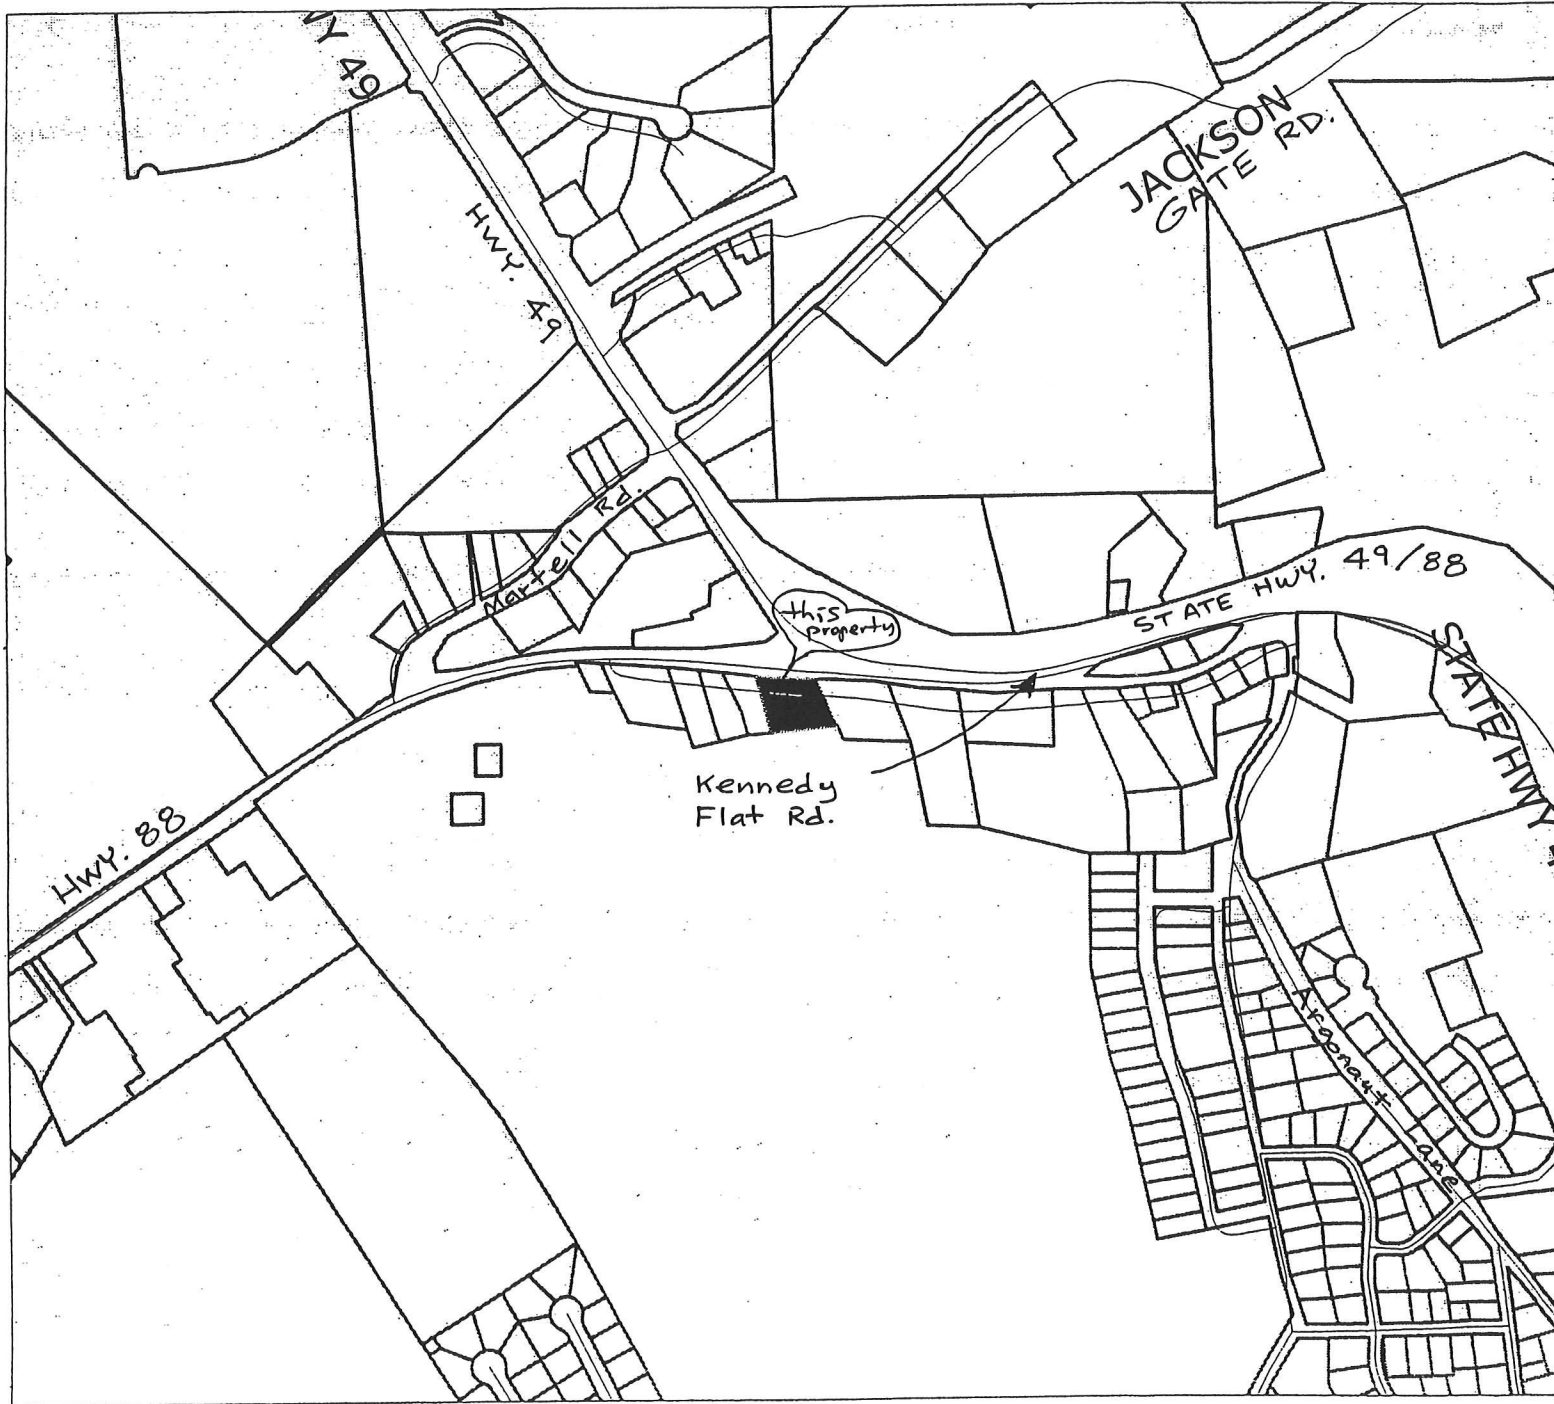 WY 49
JACKSON
GATE RD.
HWY. 49
Martell Rd.
STATE HWY. 49/88
this
property
STATE HWY
Kennedy
Flat Rd.
HWY. 88
Argonaut Lane